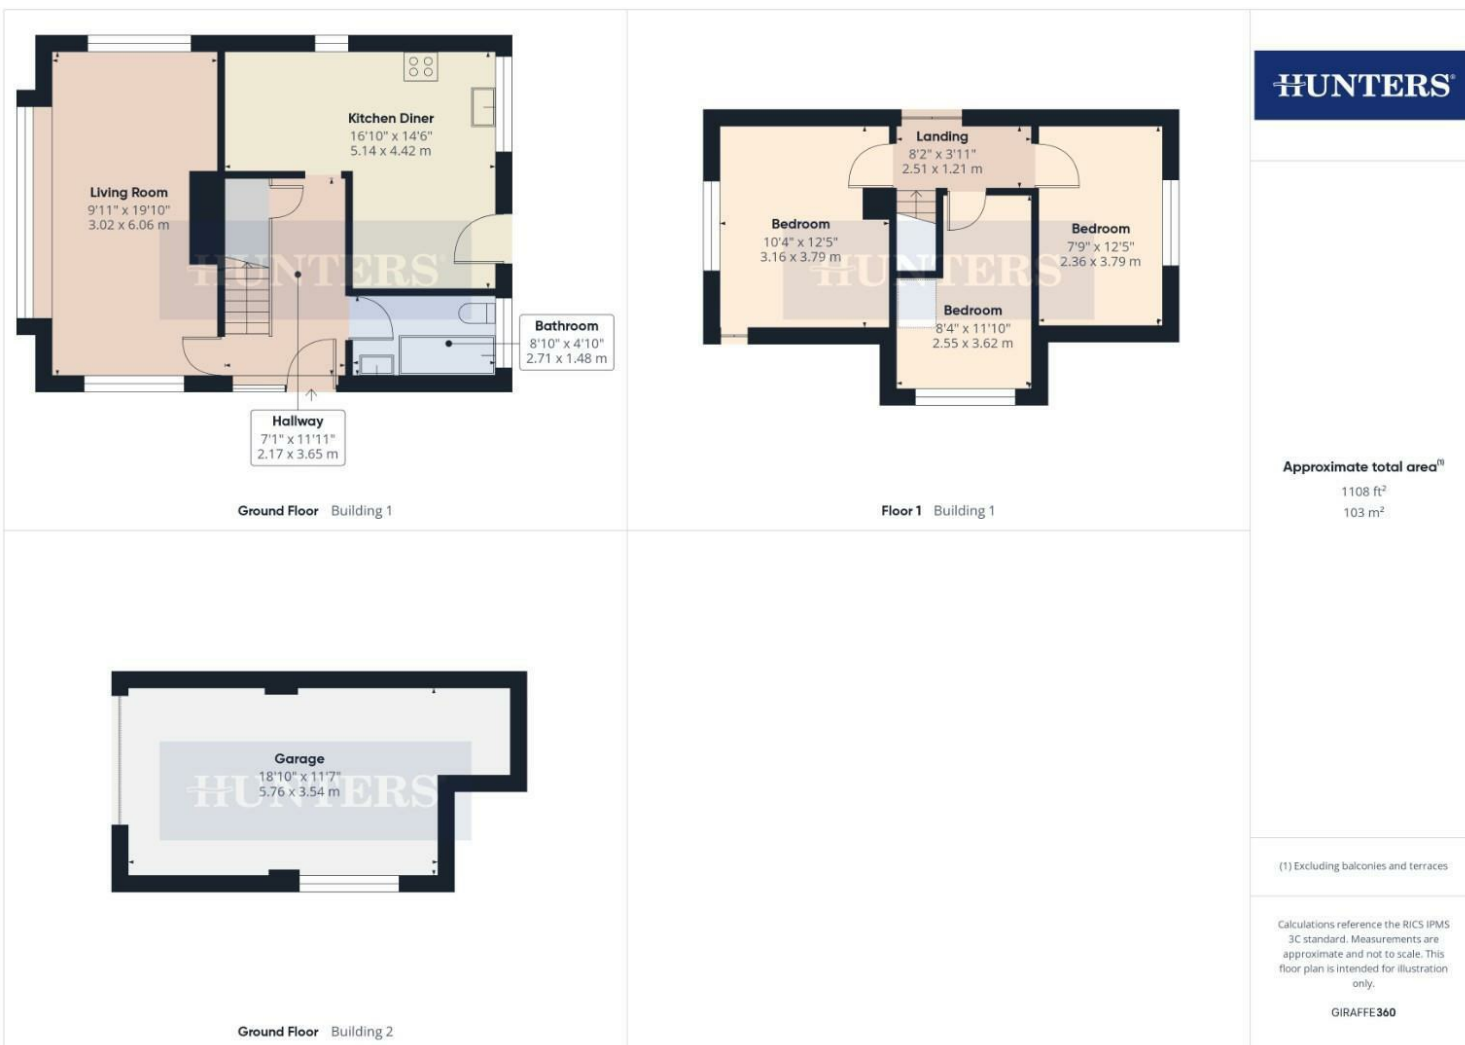 Kitchen Diner
16'10" x 14'6"
5.14 x 4.42 m
Living Room
9'11" x 19'10"
3.02 x 6.06 m
HUNTERS®
Bathroom
8'10" x 4'10"
2.71 x 1.48 m
Hallway
7'1" x 11'11"
2.17 x 3.65 m
Ground Floor Building 1
Landing
8'2" x 3'11"
2.51 x 1.21 m
Bedroom
10'4" x 12'5"
3.16 x 3.79 m
Bedroom
7'9" x 12'5"
2.36 x 3.79 m
HUNTERS
Bedroom
8'4" x 11'10"
2.55 x 3.62 m
Floor 1 Building 1
Garage
18'10" x 11'7"
5.76 x 3.54 m
HUNTERS
Ground Floor Building 2
HUNTERS®
Approximate total area(1)
1108 ft²
103 m²
(1) Excluding balconies and terraces
Calculations reference the RICS IPMS
3C standard. Measurements are
approximate and not to scale. This
floor plan is intended for illustration
only.
GIRAFFE360